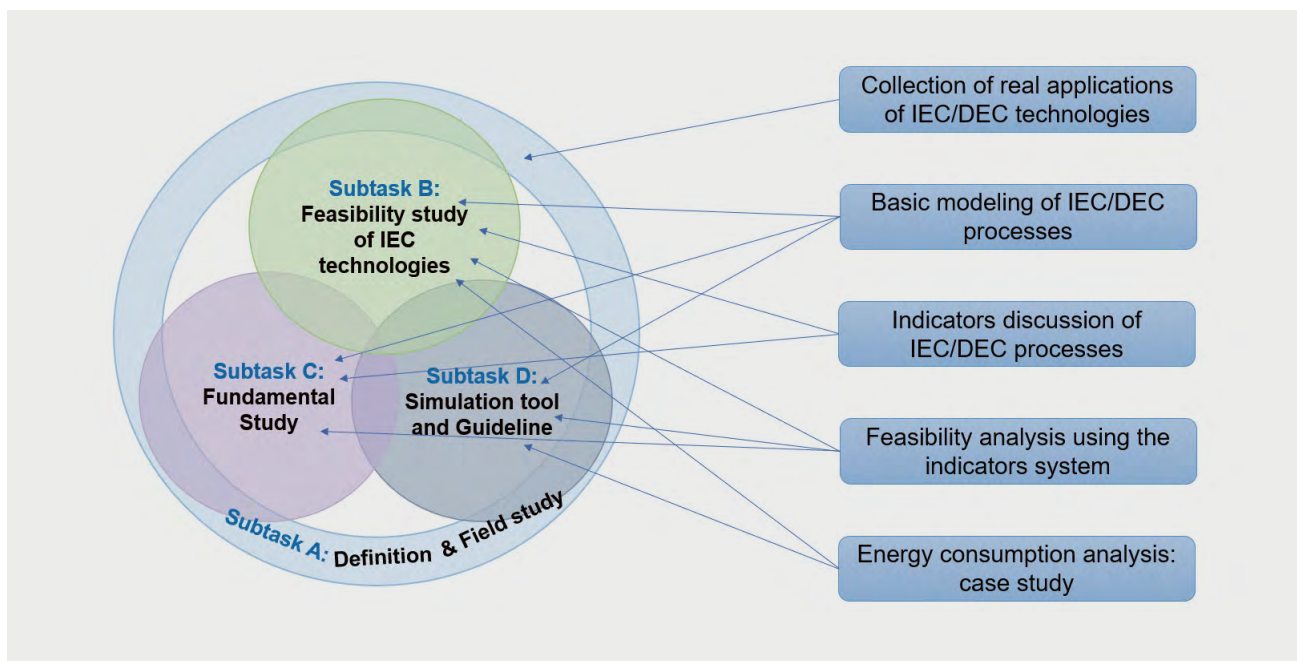 Subtask B:
Feasibility study
of IEC
technologies
Subtask C:
Fundamental
Study
Subtask D:
Simulation tool
and Guideline
Subtask A: Definition & Field study
Collection of real applications
of IEC/DEC technologies
Basic modeling of IEC/DEC
processes
Indicators discussion of
IEC/DEC processes
Feasibility analysis using the
indicators system
Energy consumption analysis:
case study